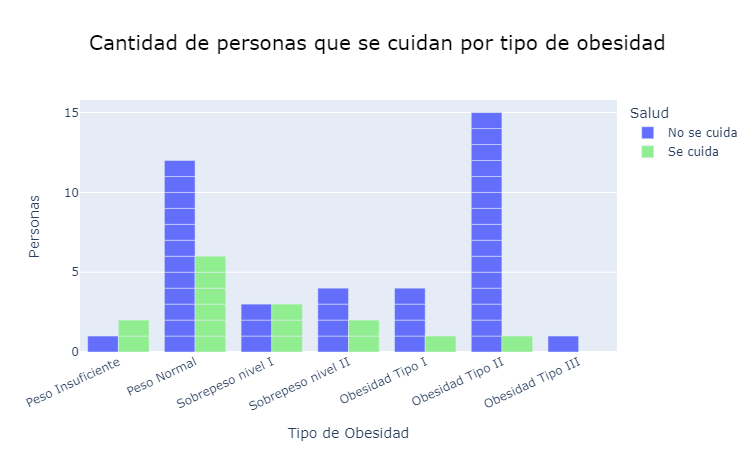 Cantidad de personas que se cuidan por tipo de obesidad
Salud
No se cuida
Se cuida
Personas
15
10
5
0
Peso Insuficiente
Peso Normal
Sobrepeso nivel I
Sobrepeso nivel II
Obesidad Tipo I
Obesidad Tipo II
Obesidad Tipo III
Tipo de Obesidad